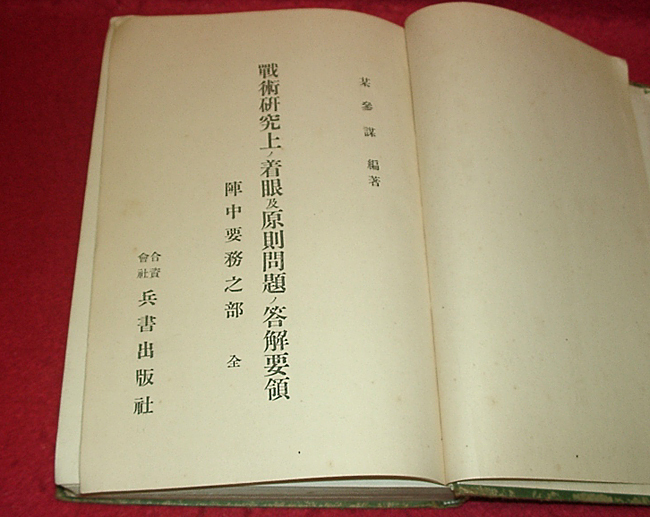 某參謀 編著
戰術硏究上ノ着眼及原則問題ノ答解要領
陣中要務之部 全
合資會社 兵書出版社